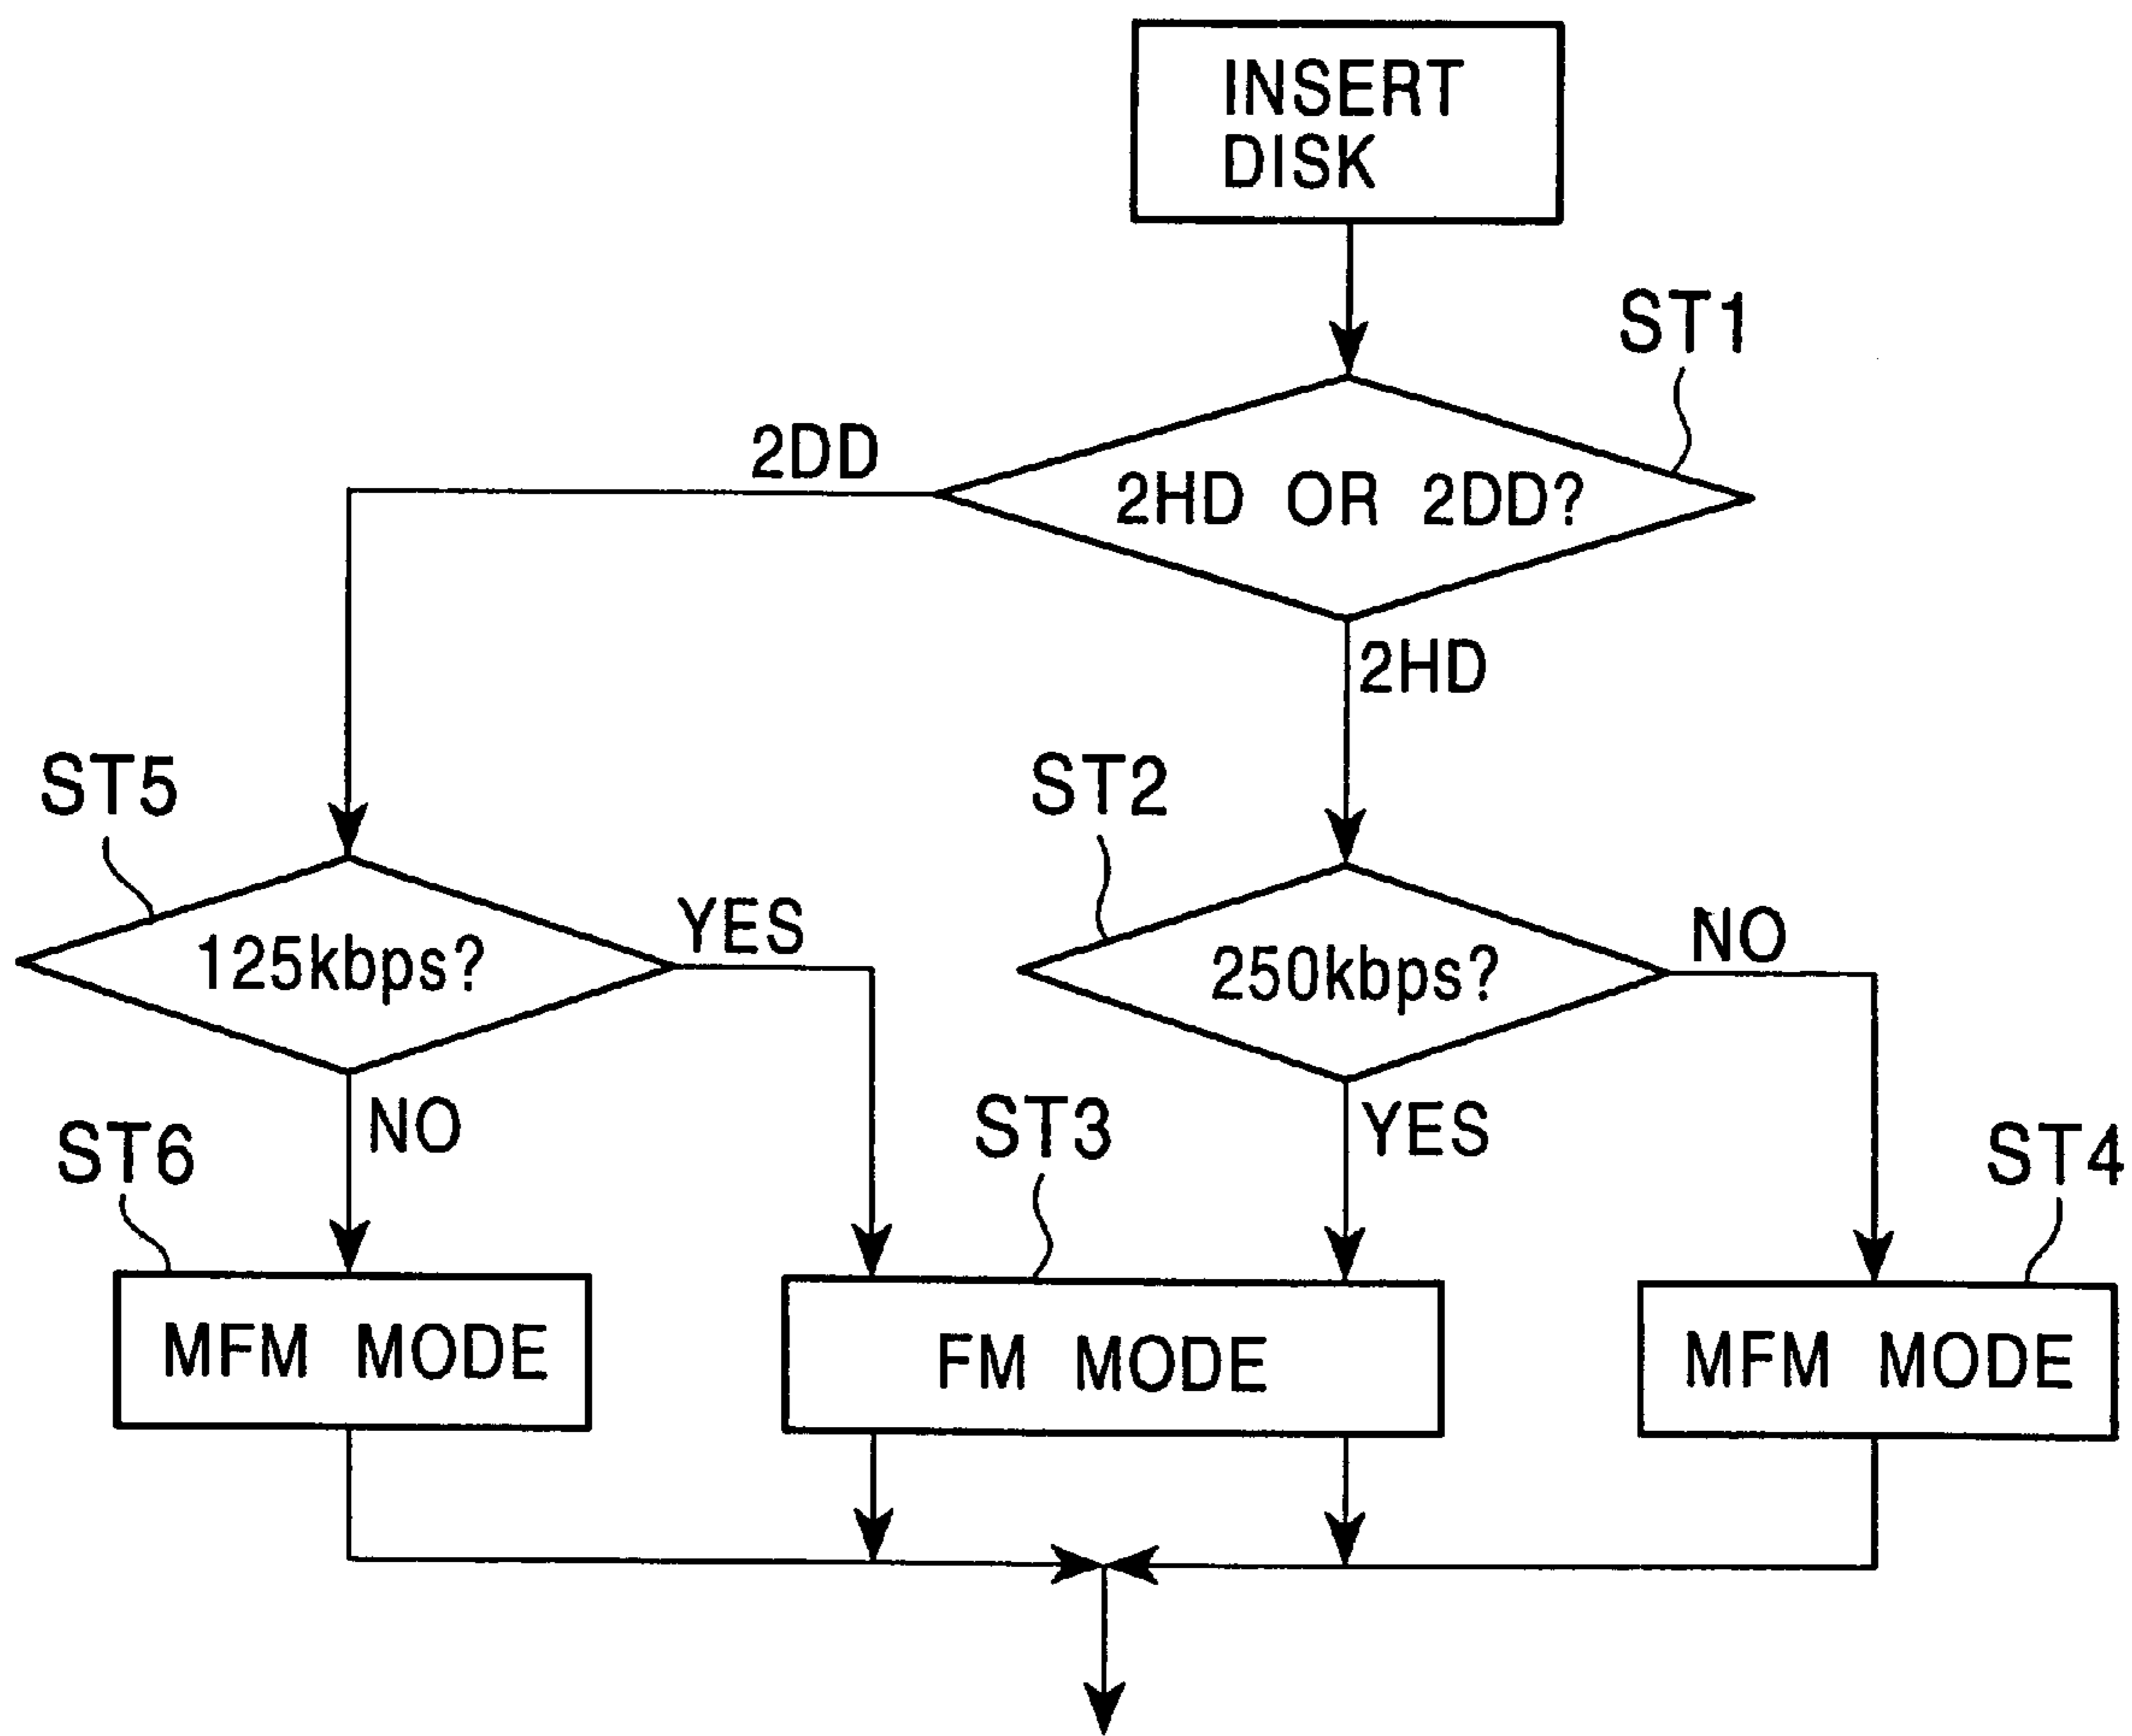 INSERT
DISK
ST1
2DD
2HD OR 2DD?
2HD
ST5
ST2
125kbps?
YES
250kbps?
NO
NO
ST3
YES
ST6
ST4
MFM MODE
FM MODE
MFM MODE